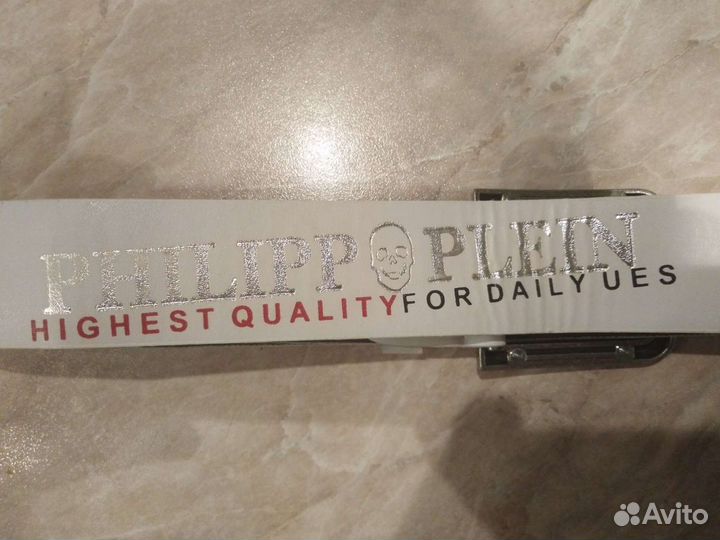 PHILIPP PLEIN
HIGHEST QUALITY FOR DAILY UES
Avito